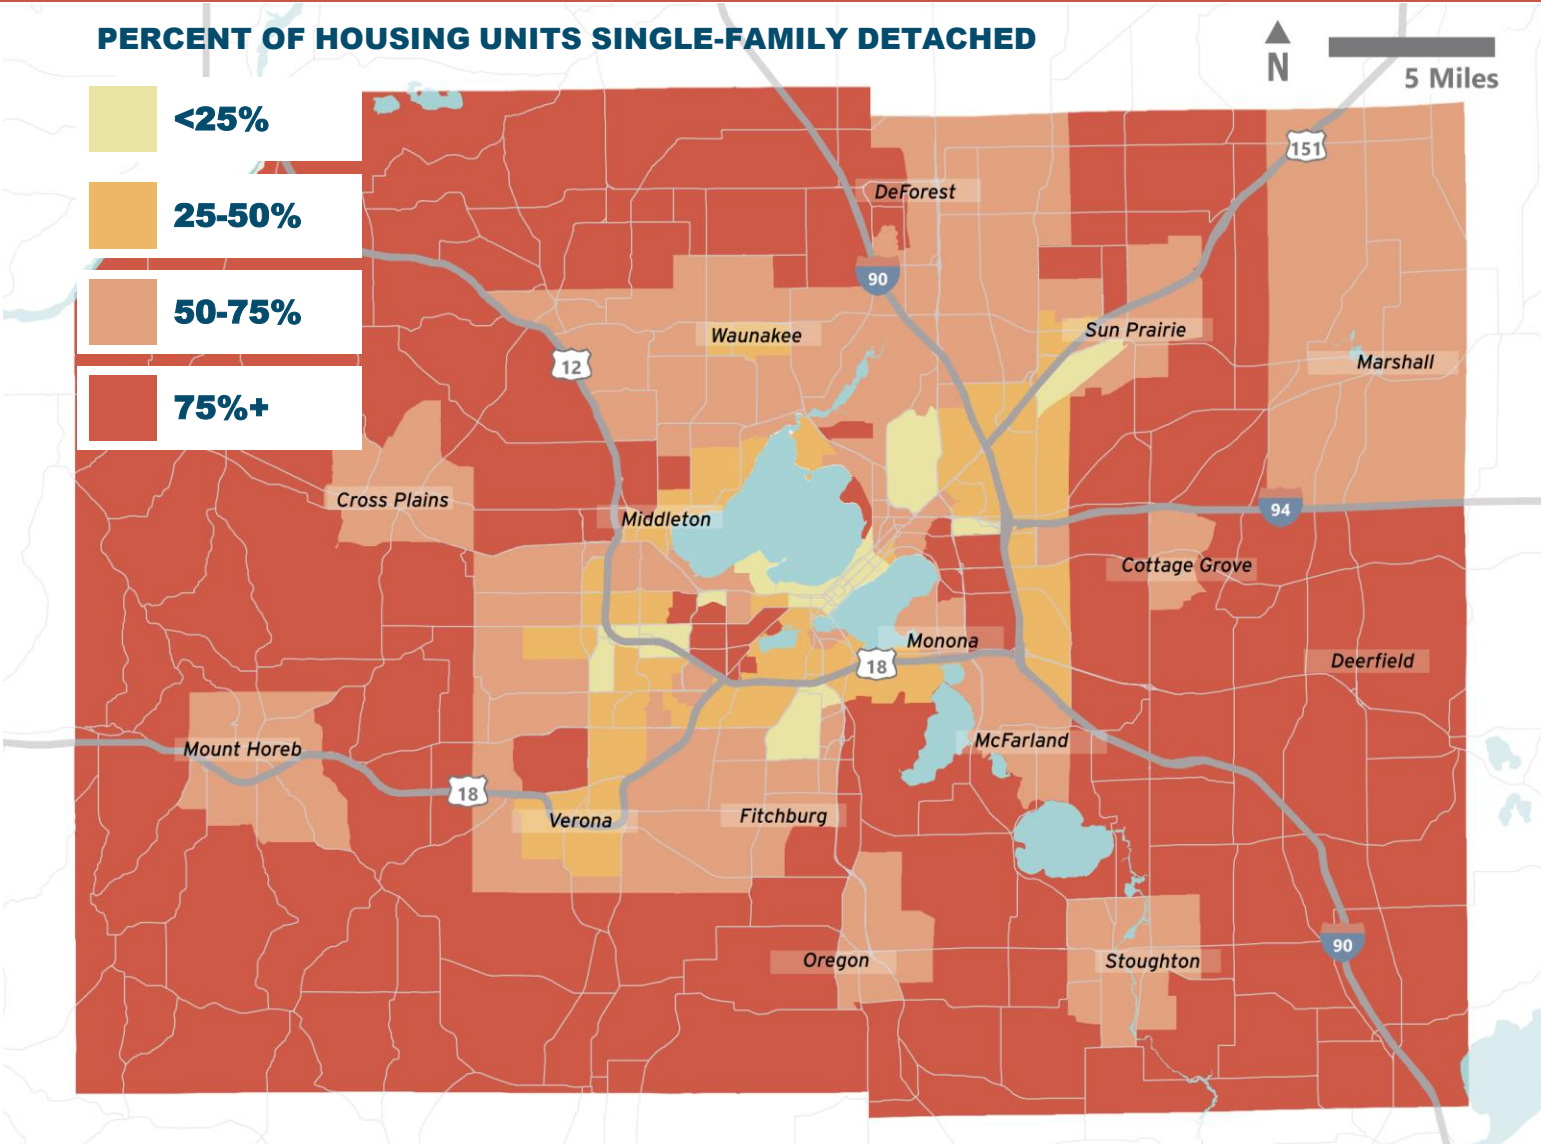 PERCENT OF HOUSING UNITS SINGLE-FAMILY DETACHED
N
5 Miles
<25%
25-50%
50-75%
75%+
151
DeForest
90
Waunakee
Sun Prairie
12
Marshall
Cross Plains
Middleton
94
Cottage Grove
Monona
18
Deerfield
Mount Horeb
McFarland
18
Verona
Fitchburg
90
Oregon
Stoughton